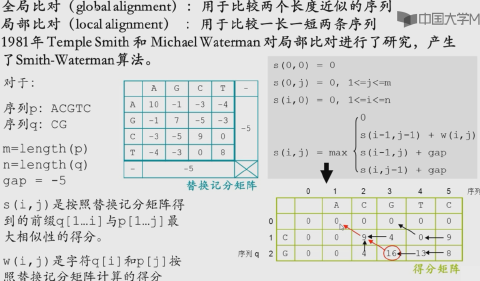 全局比对（global alignment）：用于比较两个长度近似的序列
局部比对（local alignment）：用于比较一长一短两条序列
1981年Temple Smith 和 Michael Waterman 对局部比对进行了研究，产生
了Smith-Waterman算法。
中国大学M
对于：
序列p: ACGTC
序列q: CG
m=length(p)
n=length(q)
gap = -5
s(i,j)是按照替换记分矩阵得
到的前缀q[1…i]与p[1…j]最
大相似性的得分。
w(i,j)是字符q[i]和p[j]按
照替换记分矩阵计算的得分
A G C T -
A 10 -1 -3 -4
G -1 7 -5 -3
C -3 -5 9 0
T -4 -3 0 8
-5
- -5
替换记分矩阵
s(0,0) = 0
s(0,j) = 0, 1<=j<=m
s(i,0) = 0, 1<=i<=n
s(i,j) = max
0
s(i-1,j-1) + w(i,j)
s(i-1,j) + gap
s(i,j-1) + gap
0 1 2 3 4 5 序列
A C G T C
0 0 0 0 0 0 0
1 C 0 0 9 4 0 9
序列q 2 G 0 0 4 16 13 8
得分矩阵